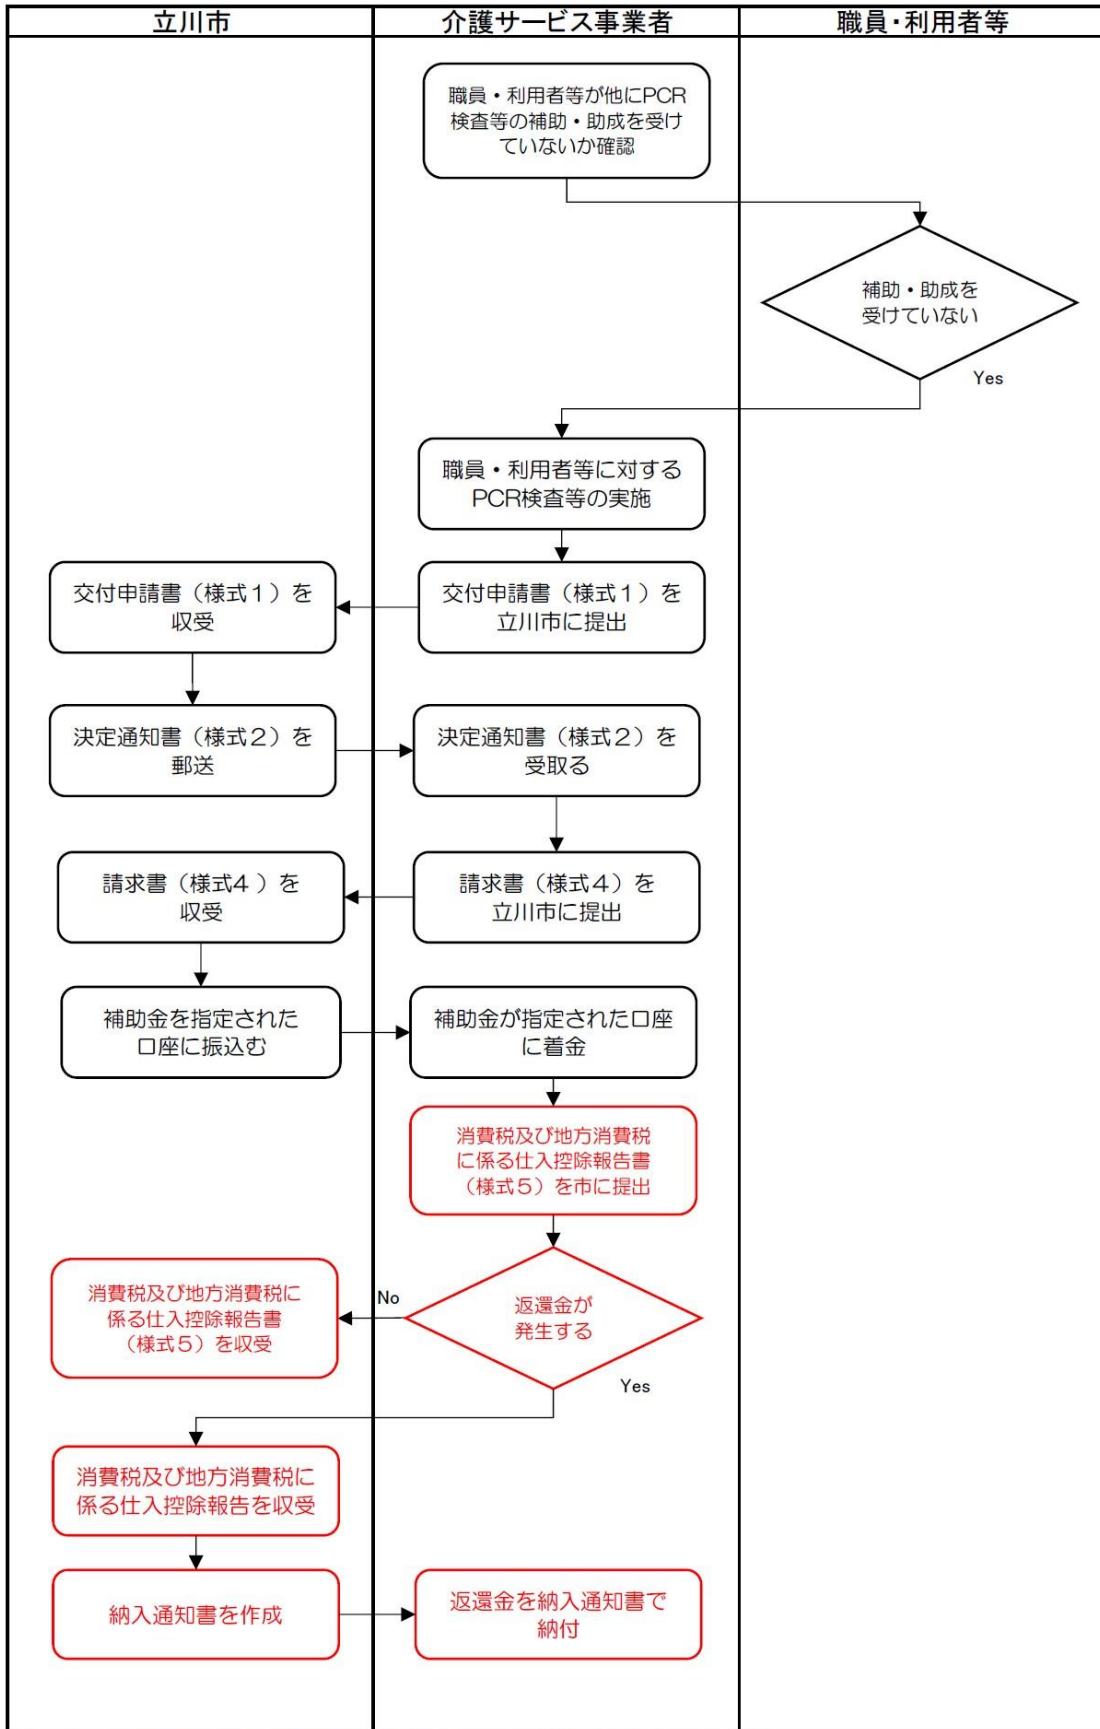 立川市
介護サービス事業者
職員・利用者等
職員・利用者等が他にPCR
検査等の補助・助成を受け
ていないか確認
補助・助成を
受けていない
Yes
職員・利用者等に対する
PCR検査等の実施
交付申請書（様式１）を
収受
交付申請書（様式１）を
立川市に提出
決定通知書（様式２）を
郵送
決定通知書（様式２）を
受取る
請求書（様式4 ）を
収受
請求書（様式４）を
立川市に提出
補助金を指定された
口座に振込む
補助金が指定された口座
に着金
消費税及び地方消費税
に係る仕入控除報告書
（様式５）を市に提出
消費税及び地方消費税に
係る仕入控除報告書
（様式５）を収受
No
返還金が
発生する
Yes
消費税及び地方消費税に
係る仕入控除報告を収受
納入通知書を作成
返還金を納入通知書で
納付